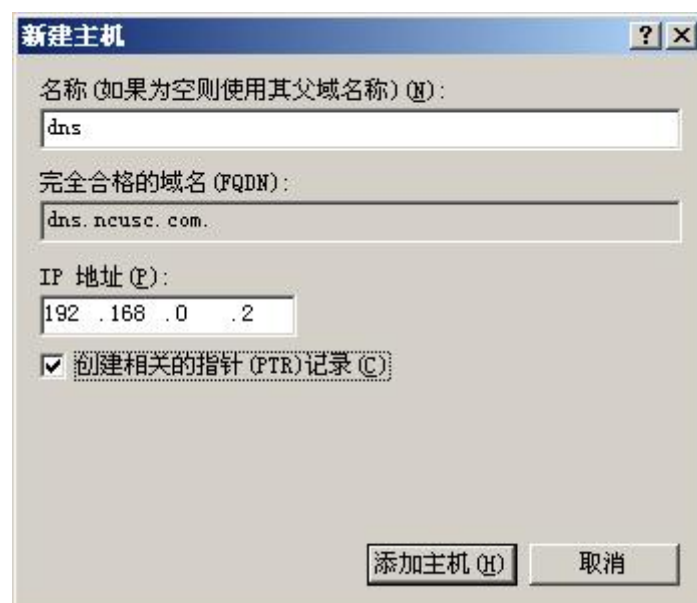 新建主机
名称(如果为空则使用其父域名称)(N):
dns
完全合格的域名(FQDN):
dns.ncusc.com.
IP 地址(P):
192 .168 .0 .2
创建相关的指针(PTR)记录(C)
添加主机(H) 取消